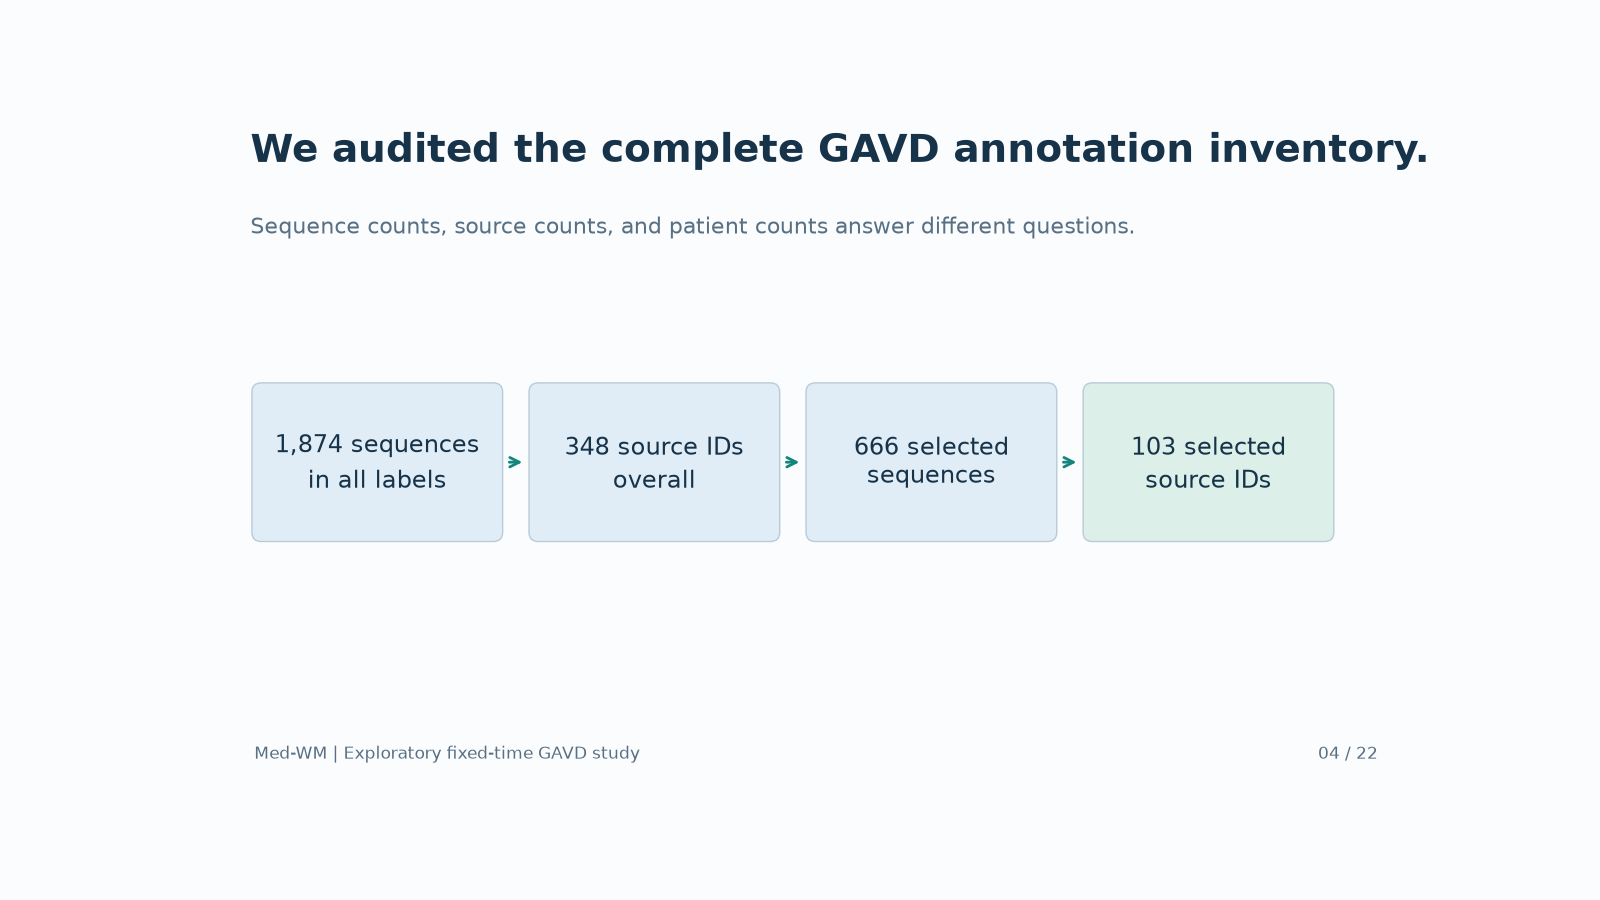 We audited the complete GAVD annotation inventory.
Sequence counts, source counts, and patient counts answer different questions.
1,874 sequences
in all labels
348 source IDs
overall
666 selected
sequences
103 selected
source IDs
Med-WM | Exploratory fixed-time GAVD study
04 / 22